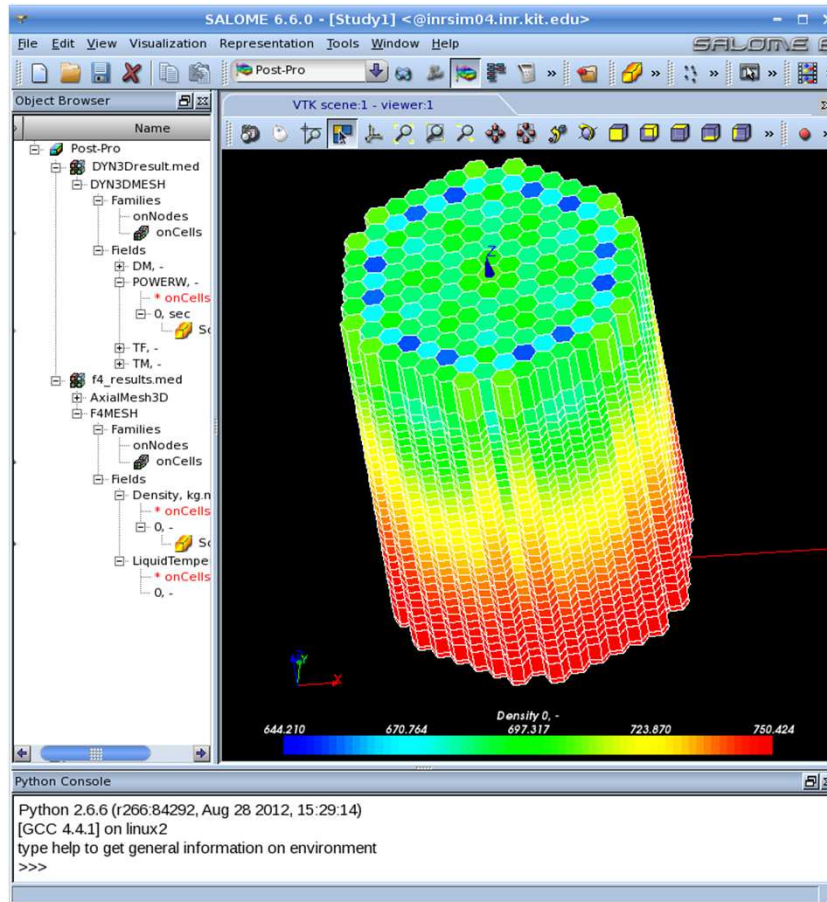 SALOME 6.6.0 - [Study1] <@inrsim04.inr.kit.edu>
File Edit View Visualization Representation Tools Window Help
SALOME 6
Post-Pro
Object Browser
VTK scene:1 - viewer:1
Name
Post-Pro
DYN3Dresult.med
DYN3DMESH
Families
onNodes
onCells
Fields
DM, -
POWERW, -
* onCells
0, sec
Sc
TF, -
TM, -
f4_results.med
AxialMesh3D
F4MESH
Families
onNodes
onCells
Fields
Density, kg.n
* onCells
0, -
Sc
LiquidTempe
* onCells
0, -
Z
Y
X
Density 0, -
644.210 670.764 697.317 723.870 750.424
Python Console
Python 2.6.6 (r266:84292, Aug 28 2012, 15:29:14)
[GCC 4.4.1] on linux2
type help to get general information on environment
>>>